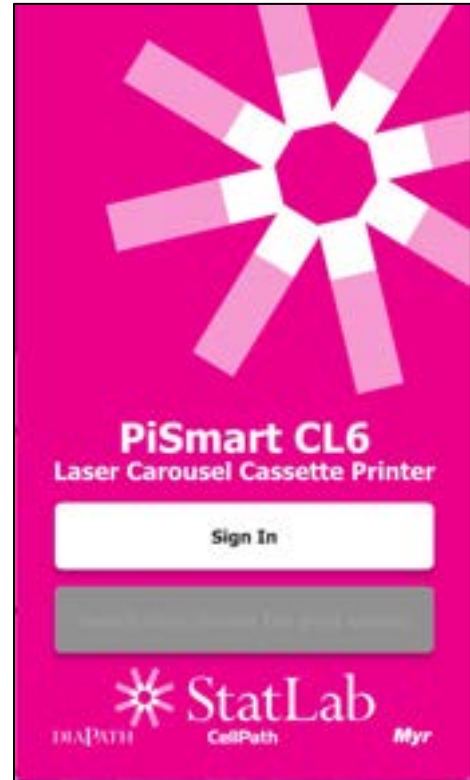 PiSmart CL6
Laser Carousel Cassette Printer
Sign In
StatLab
DIAPATH CellPath Myr